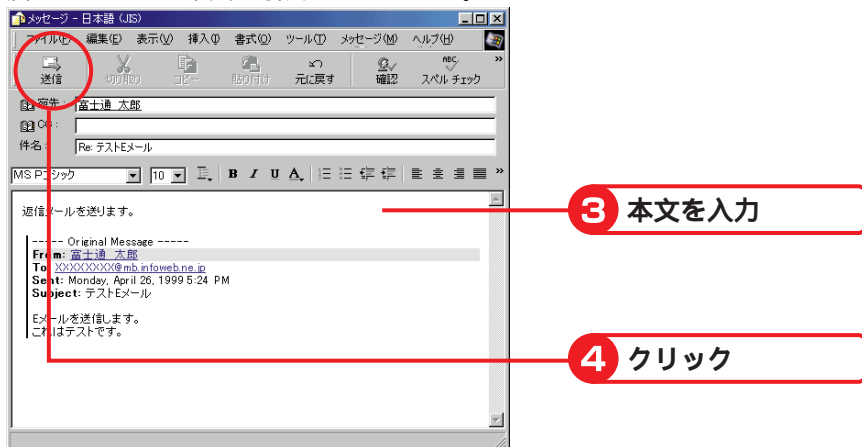 メッセージ - 日本語 (JIS)
ファイル(F) 編集(E) 表示(V) 挿入(I) 書式(O) ツール(T) メッセージ(M) ヘルプ(H)
送信 切り取り コピー 貼り付け 元に戻す 確認 スペル チェック »
宛先: 富士通 太郎
CC:
件名: Re: テストEメール
MS Pゴシック 10 B I U A »
返信メールを送ります。
----- Original Message -----
From: 富士通 太郎
To: XXXXXXXX@mb.infoweb.ne.jp
Sent: Monday, April 26, 1999 5:24 PM
Subject: テストEメール
Eメールを送信します。
これはテストです。
3 本文を入力
4 クリック